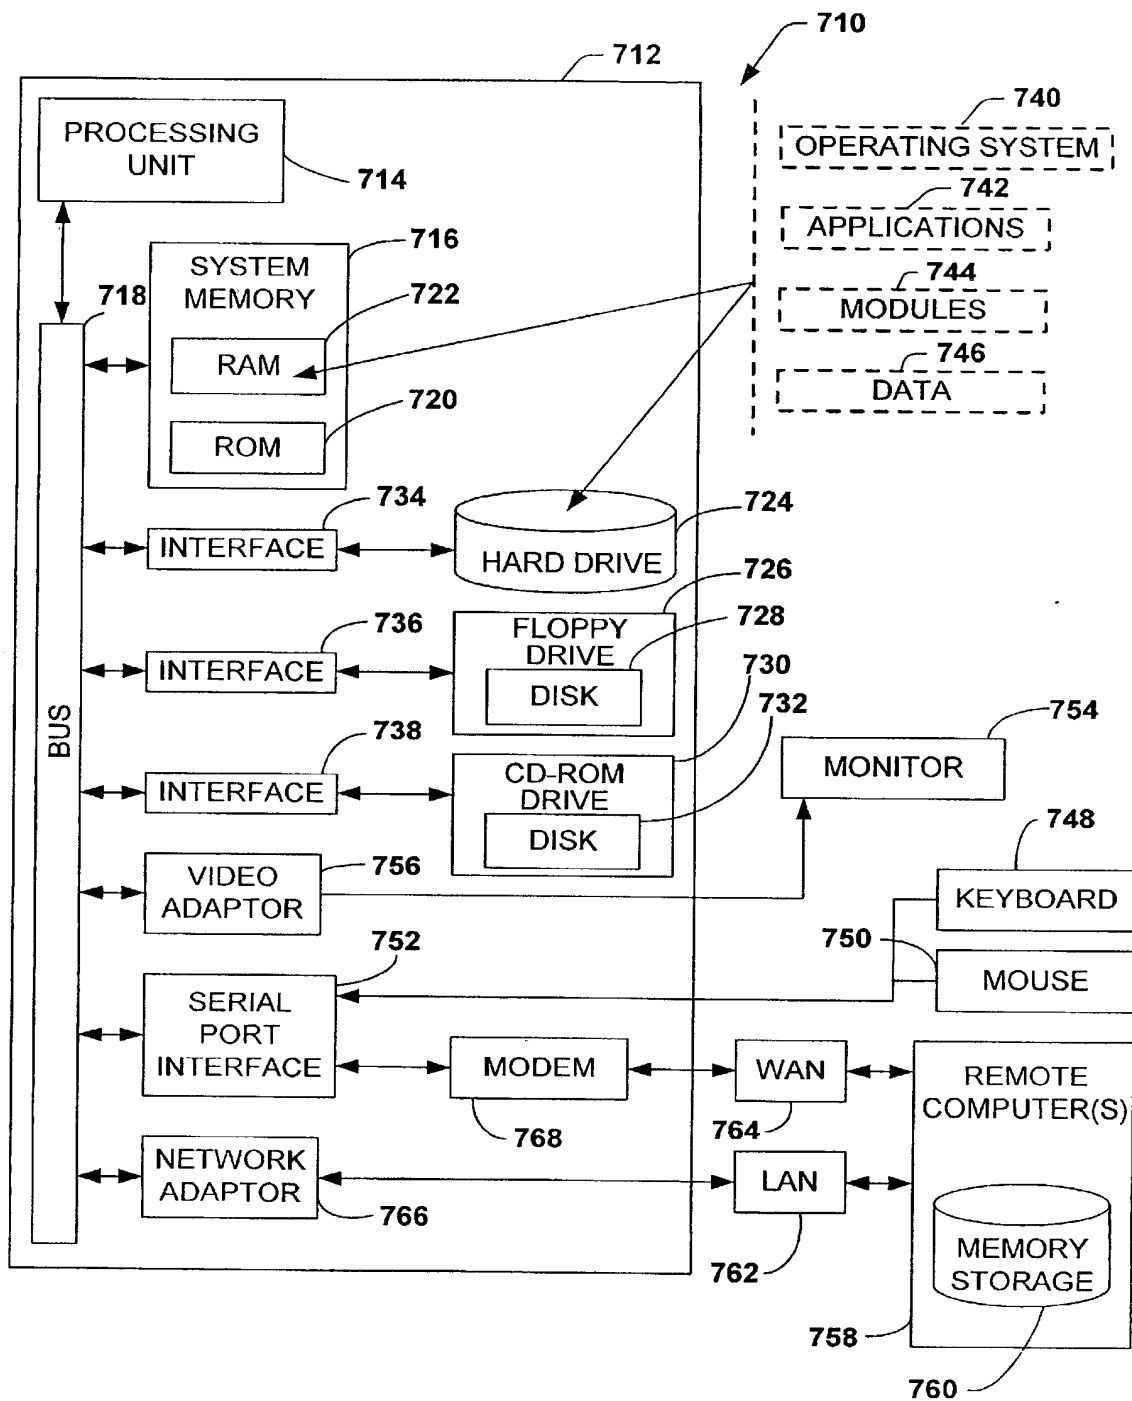 710
712
PROCESSING
UNIT
714
740
OPERATING SYSTEM
742
APPLICATIONS
744
MODULES
746
DATA
716
SYSTEM
MEMORY
718
722
RAM
720
ROM
BUS
734
INTERFACE
724
HARD DRIVE
726
736
INTERFACE
FLOPPY
DRIVE
728
DISK
730
732
738
INTERFACE
CD-ROM
DRIVE
DISK
754
MONITOR
748
KEYBOARD
750
MOUSE
756
VIDEO
ADAPTOR
752
SERIAL
PORT
INTERFACE
MODEM
768
WAN
764
REMOTE
COMPUTER(S)
NETWORK
ADAPTOR
766
LAN
762
MEMORY
STORAGE
758
760